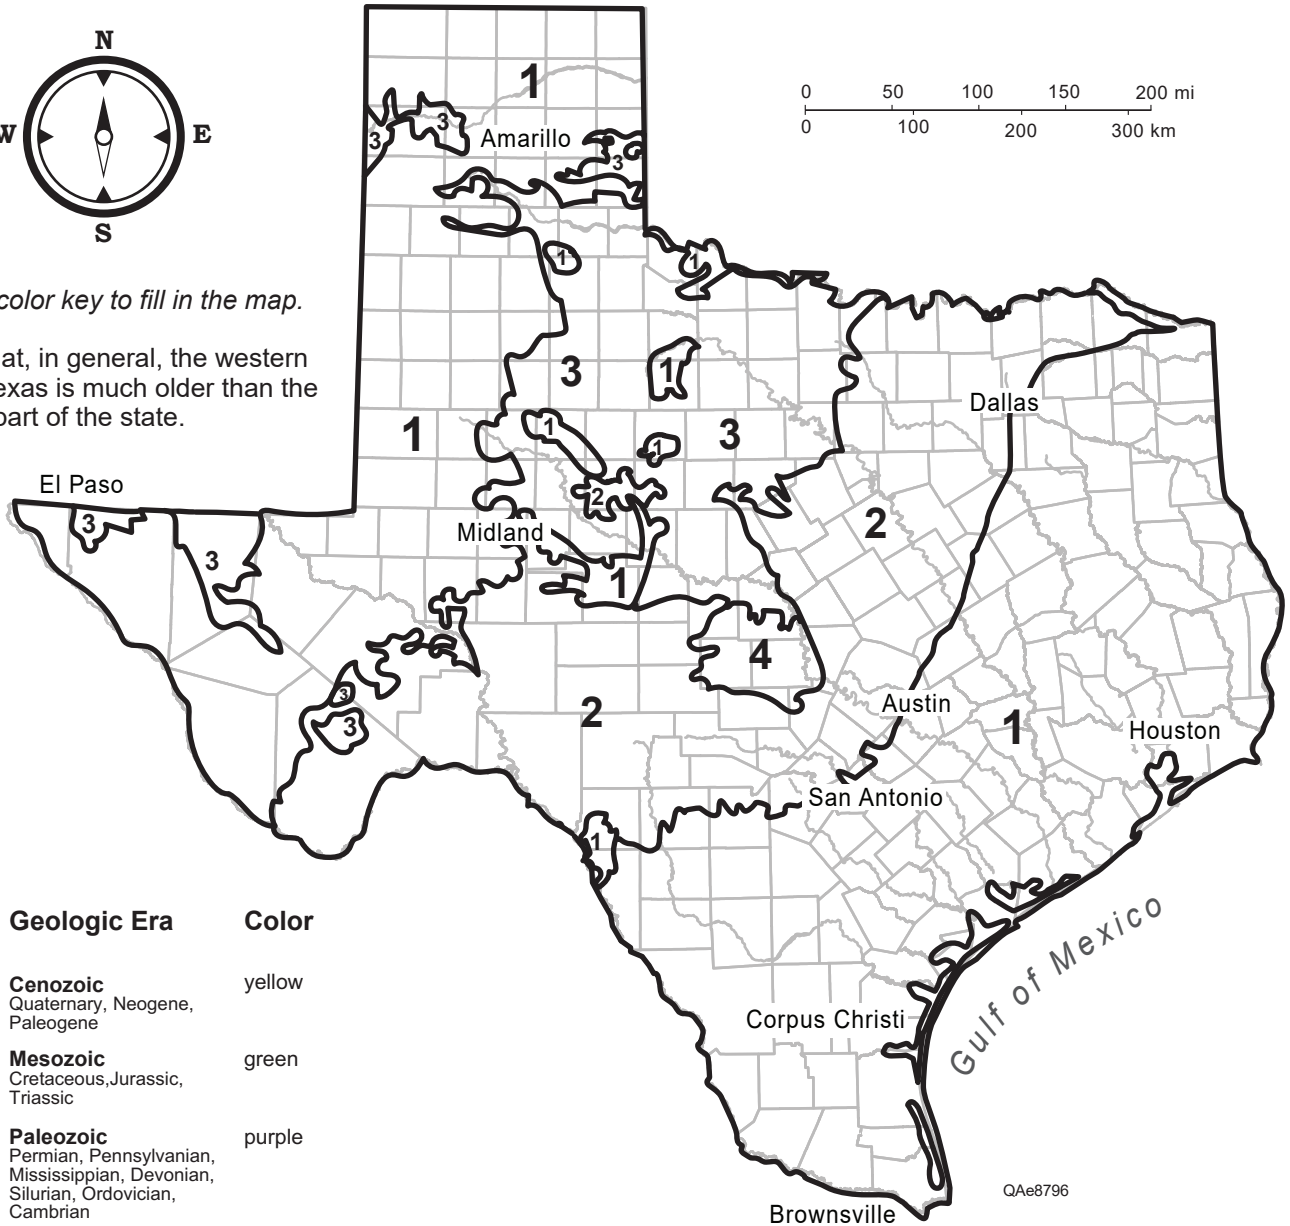 N
W
E
S
0 50 100 150 200 mi
0 100 200 300 km
1
3
3
Amarillo
3
1
1
color key to fill in the map.
at, in general, the western
exas is much older than the
part of the state.
3
1
Dallas
1
1
3
1
El Paso
2
3
2
Midland
3
1
4
3
2
Austin
1
3
Houston
San Antonio
1
Geologic Era Color
Cenozoic yellow
Quaternary, Neogene,
Paleogene
Mesozoic green
Cretaceous,Jurassic,
Triassic
Paleozoic purple
Permian, Pennsylvanian,
Mississippian, Devonian,
Silurian, Ordovician,
Cambrian
Gulf of Mexico
Corpus Christi
QAe8796
Brownsville